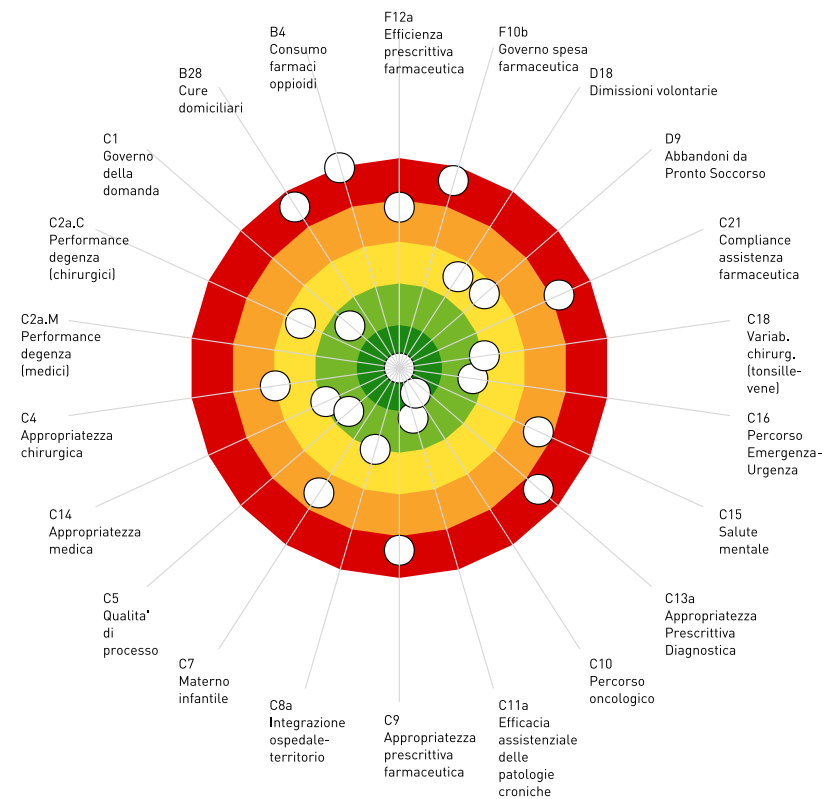 F12a
Efficienza
prescrittiva
farmaceutica
F10b
Governo spesa
farmaceutica
D18
Dimissioni volontarie
D9
Abbandoni da
Pronto Soccorso
C21
Compliance
assistenza
farmaceutica
C18
Variab.
chirurg.
(tonsille-
vene)
C16
Percorso
Emergenza-
Urgenza
C15
Salute
mentale
C13a
Appropriatezza
Prescrittiva
Diagnostica
C10
Percorso
oncologico
C11a
Efficacia
assistenziale
delle
patologie
croniche
C9
Appropriatezza
prescrittiva
farmaceutica
C8a
Integrazione
ospedale-
territorio
C7
Materno
infantile
C5
Qualita'
di
processo
C14
Appropriatezza
medica
C4
Appropriatezza
chirurgica
C2a.M
Performance
degenza
(medici)
C2a.C
Performance
degenza
(chirurgici)
C1
Governo
della
domanda
B28
Cure
domiciliari
B4
Consumo
farmaci
oppioidi